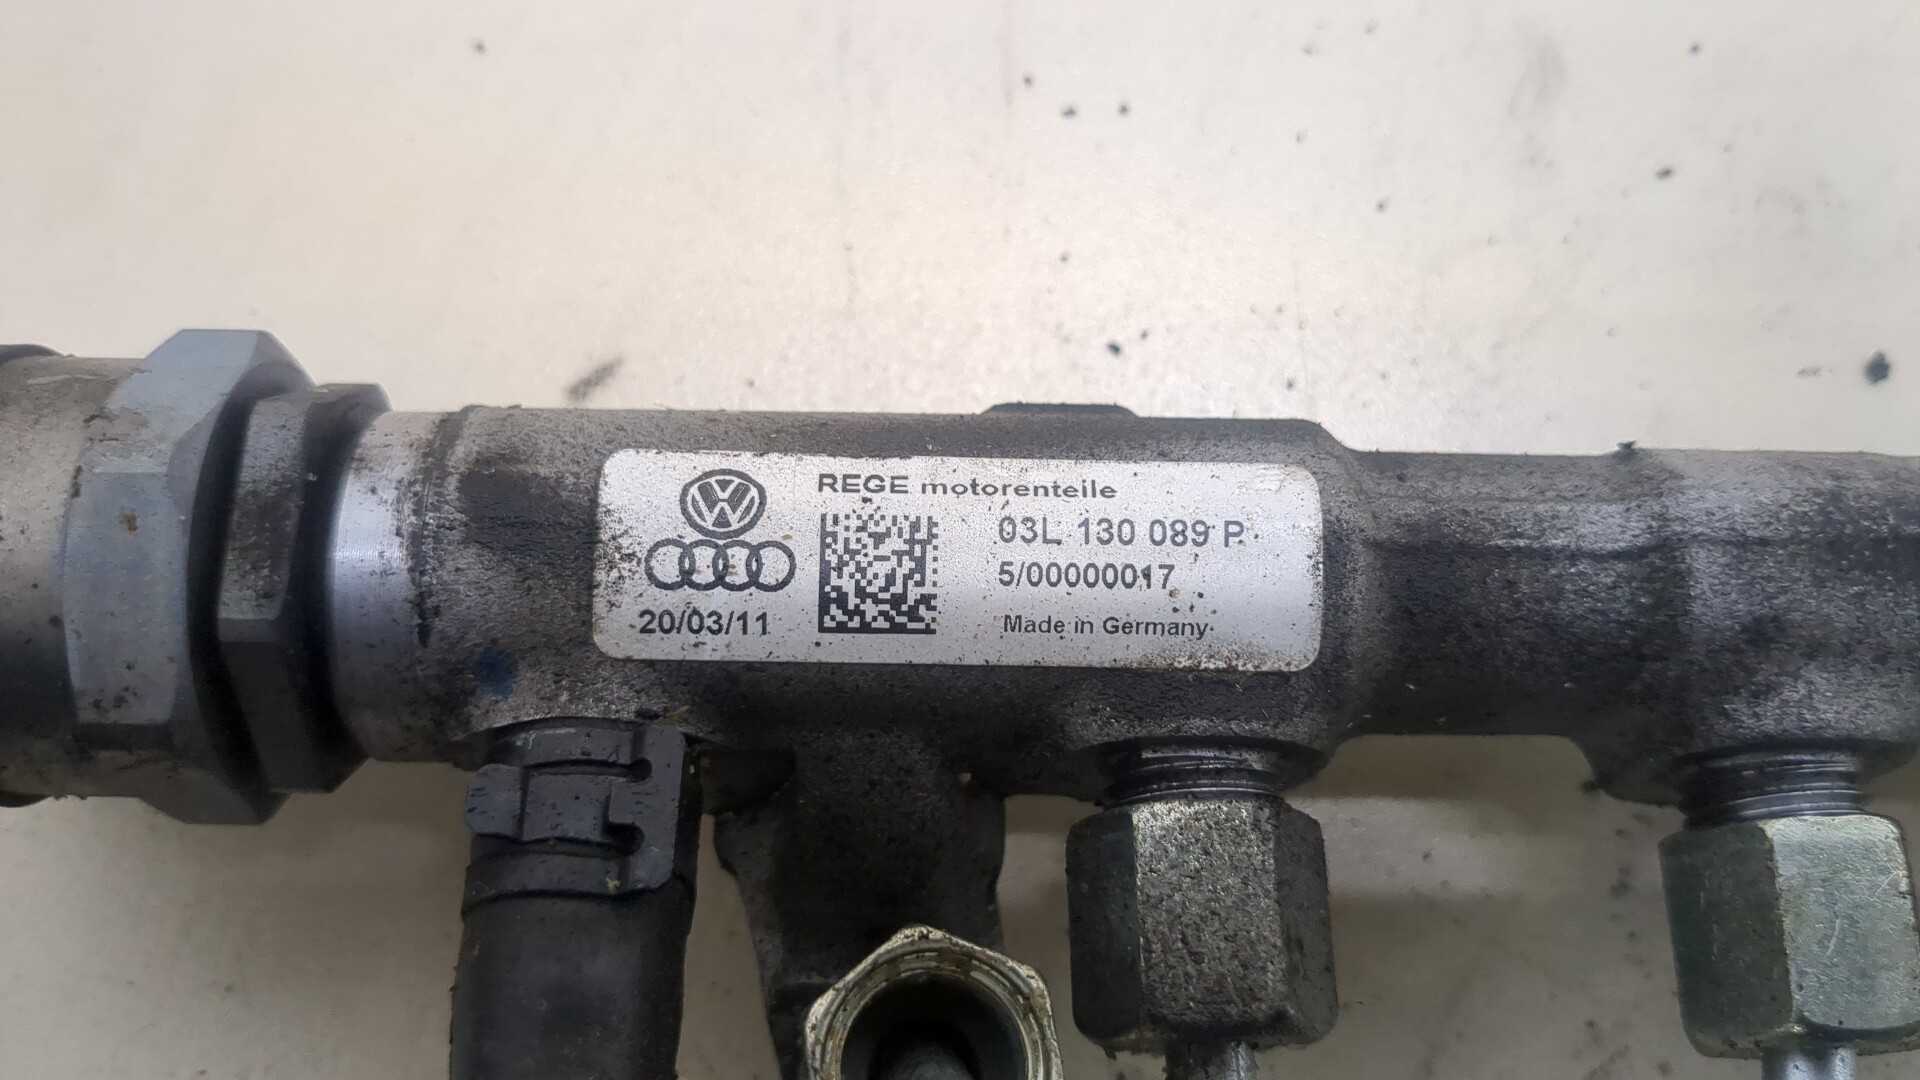 REGE motorenteile
03L 130 089 P
5/00000017
20/03/11
Made in Germany